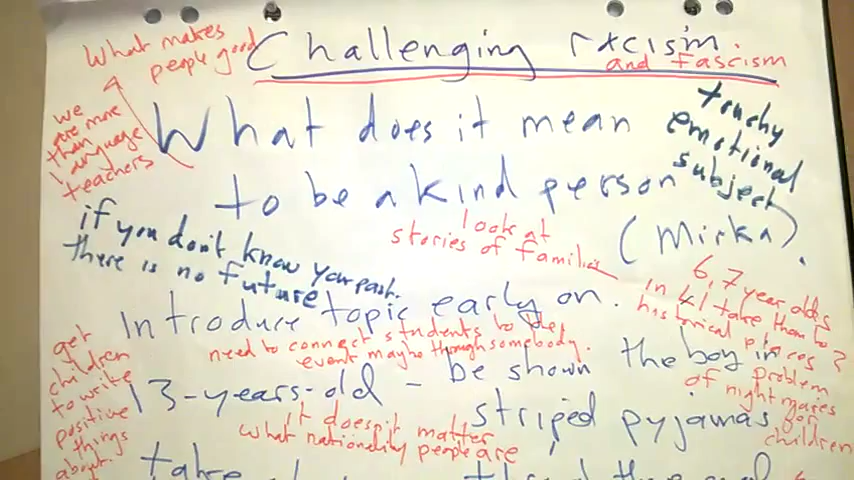 What makes
people good
Challenging racism.
and fascism
we
are more
than
language
teachers
What does it mean
to be a kind person
(Mirka).
touchy
emotional
subject
if you don't know your past.
there is no future
look at
stories of families
Introduce topic early on.
6,7 year olds
in
take them to
historical places
problem
of nightmares
for
children
need to connect students to the
event maybe through somebody.
13-years-old - be shown the boy in
striped pyjamas
get
children
to write
positive
things
about
it doesn't matter
what nationality people are
take